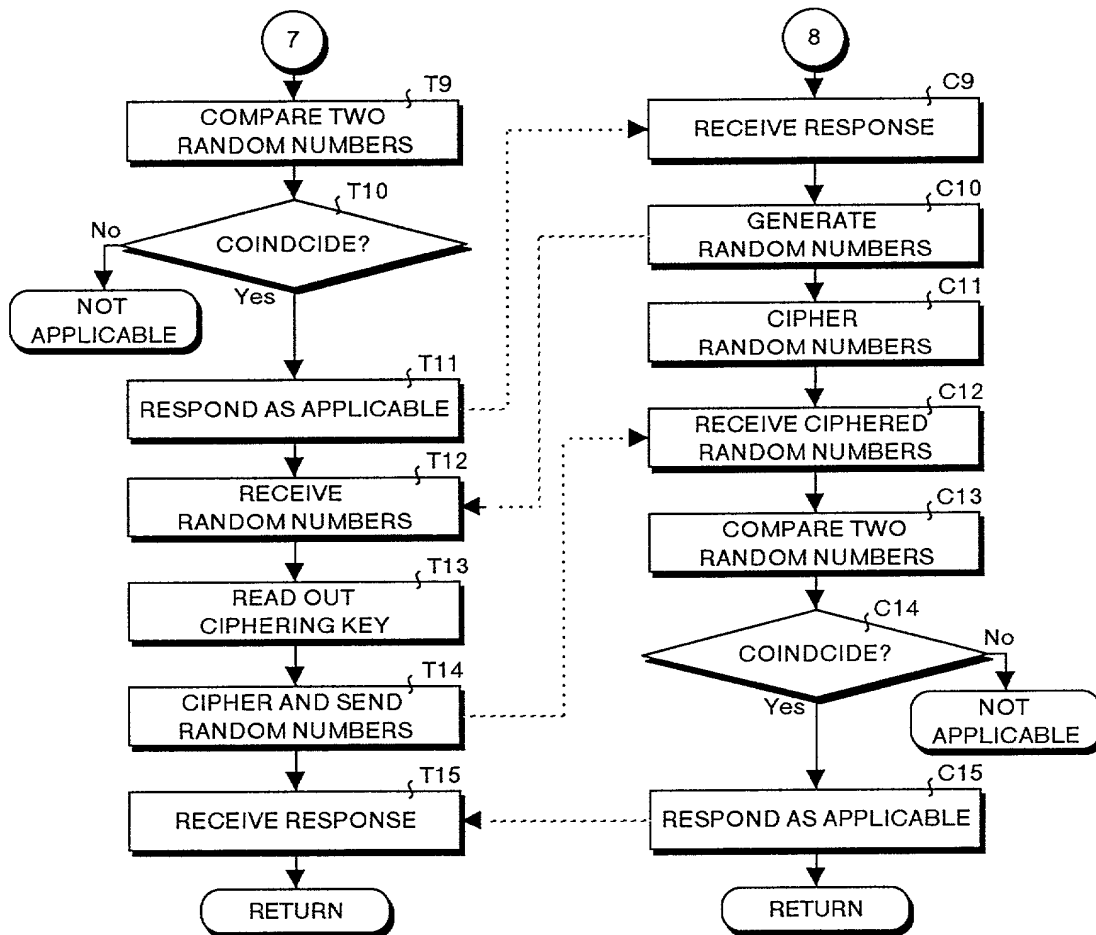 7
T9
COMPARE TWO
RANDOM NUMBERS
T10
COINDCIDE?
No
Yes
NOT
APPLICABLE
T11
RESPOND AS APPLICABLE
T12
RECEIVE
RANDOM NUMBERS
T13
READ OUT
CIPHERING KEY
T14
CIPHER AND SEND
RANDOM NUMBERS
T15
RECEIVE RESPONSE
RETURN
8
C9
RECEIVE RESPONSE
C10
GENERATE
RANDOM NUMBERS
C11
CIPHER
RANDOM NUMBERS
C12
RECEIVE CIPHERED
RANDOM NUMBERS
C13
COMPARE TWO
RANDOM NUMBERS
C14
COINDCIDE?
No
Yes
NOT
APPLICABLE
C15
RESPOND AS APPLICABLE
RETURN